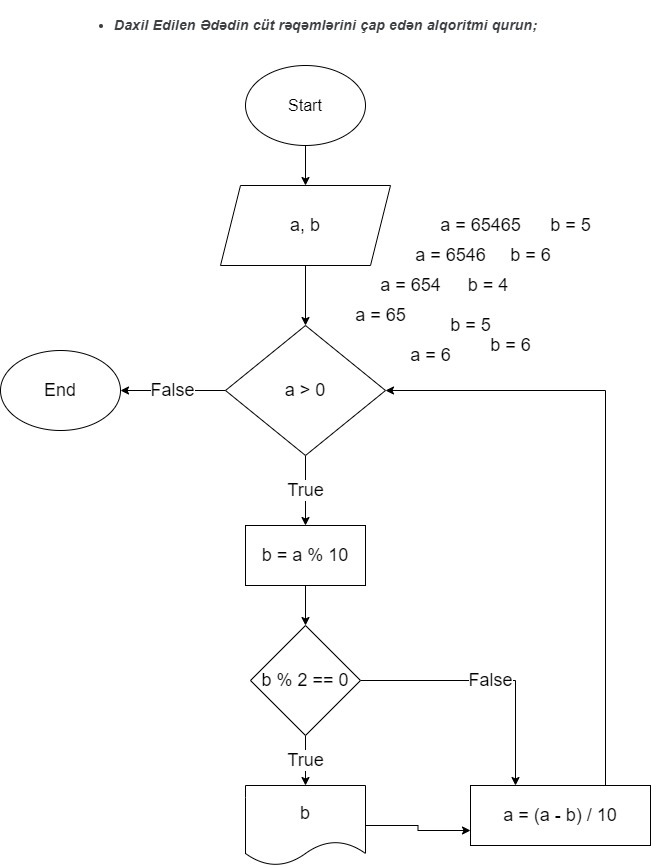 • Daxil Edilen Ədədin cüt rəqəmlərini çap edən alqoritmi qurun;
Start
a, b
a = 65465 b = 5
a = 6546 b = 6
a = 654 b = 4
a = 65
b = 5
b = 6
a = 6
End
False
a > 0
True
b = a % 10
b % 2 == 0
False
True
b
a = (a - b) / 10